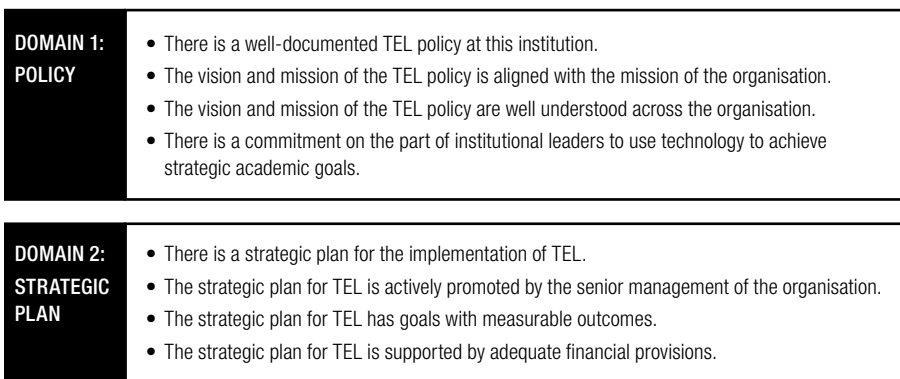 DOMAIN 1:
POLICY
• There is a well-documented TEL policy at this institution.
• The vision and mission of the TEL policy is aligned with the mission of the organisation.
• The vision and mission of the TEL policy are well understood across the organisation.
• There is a commitment on the part of institutional leaders to use technology to achieve
strategic academic goals.
DOMAIN 2:
STRATEGIC
PLAN
• There is a strategic plan for the implementation of TEL.
• The strategic plan for TEL is actively promoted by the senior management of the organisation.
• The strategic plan for TEL has goals with measurable outcomes.
• The strategic plan for TEL is supported by adequate financial provisions.